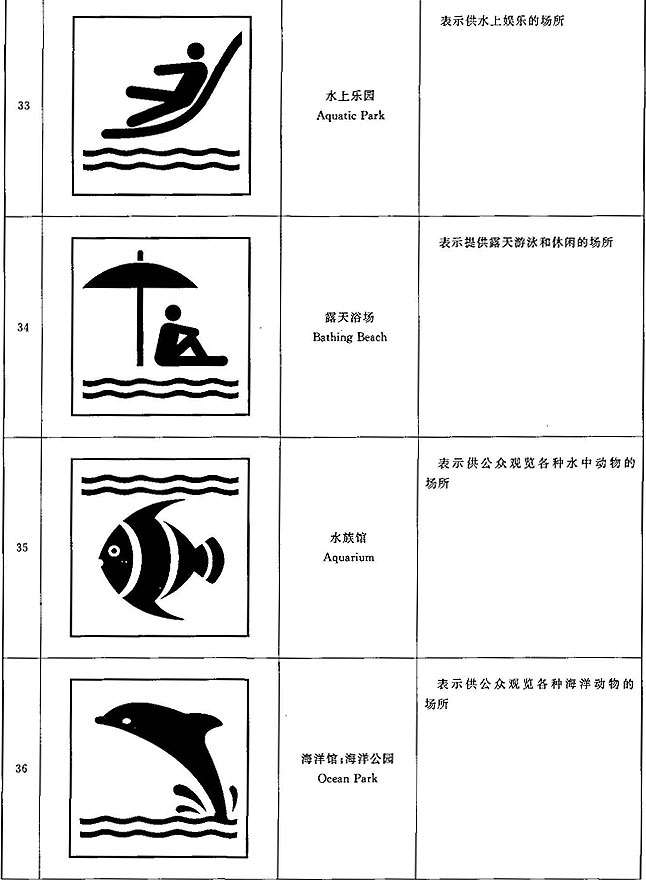 33
水上乐园
Aquatic Park
表示供水上娱乐的场所
34
露天浴场
Bathing Beach
表示提供露天游泳和休闲的场所
35
水族馆
Aquarium
表示供公众观览各种水中动物的
场所
36
海洋馆;海洋公园
Ocean Park
表示供公众观览各种海洋动物的
场所